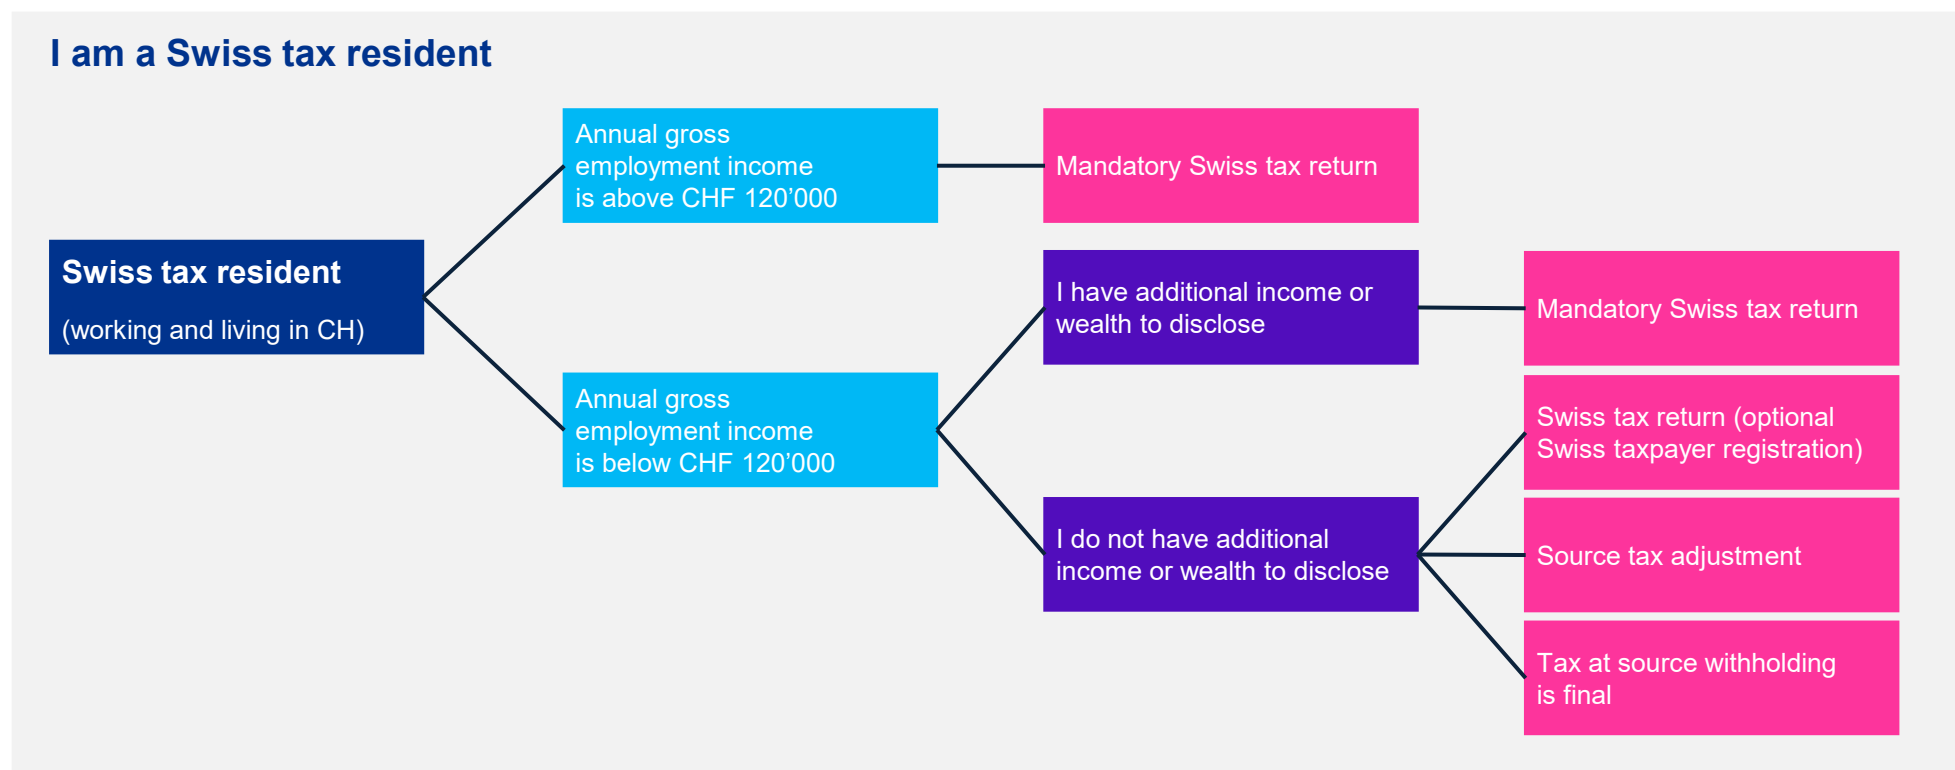 I am a Swiss tax resident
Annual gross
employment income
is above CHF 120’000
Mandatory Swiss tax return
Swiss tax resident
(working and living in CH)
I have additional income or
wealth to disclose
Mandatory Swiss tax return
Annual gross
employment income
is below CHF 120’000
Swiss tax return (optional
Swiss taxpayer registration)
I do not have additional
income or wealth to disclose
Source tax adjustment
Tax at source withholding
is final